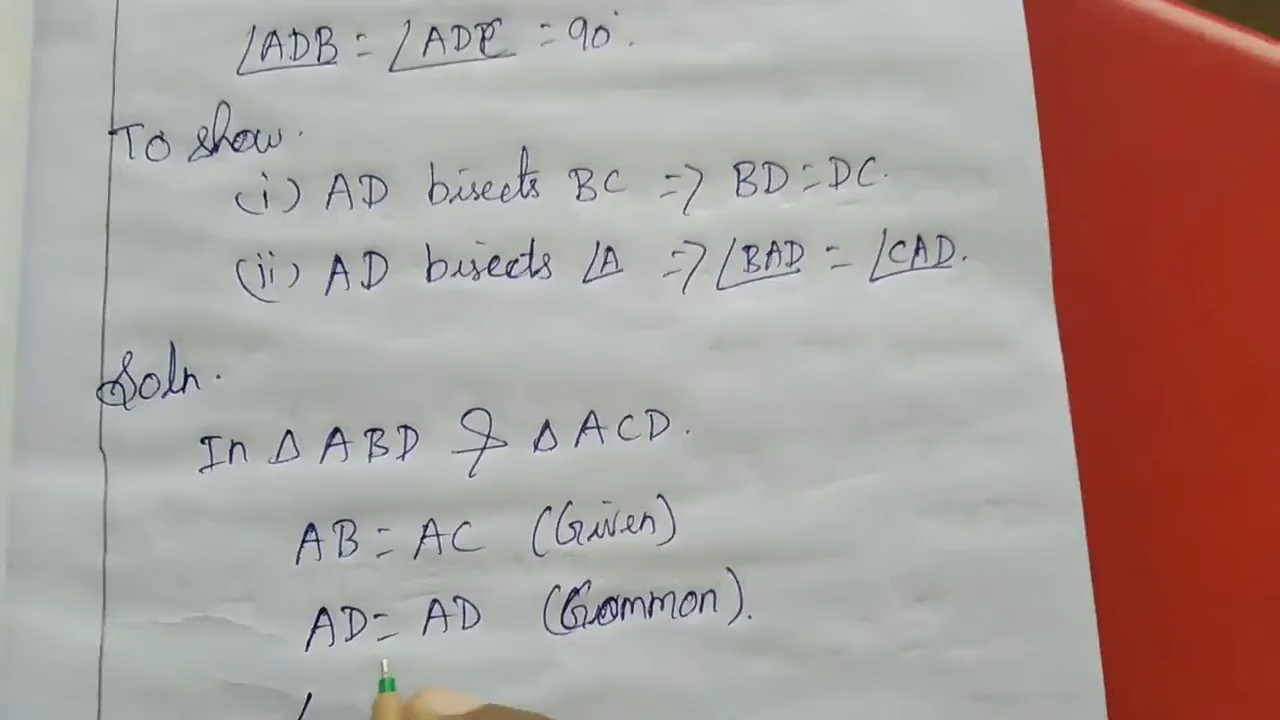 ∠ADB = ∠ADC = 90°.
To show.
(i) AD bisects BC => BD = DC.
(ii) AD bisects ∠A => ∠BAD = ∠CAD.
Soln.
In Δ ABD & Δ ACD.
AB = AC (Given)
AD = AD (Common).